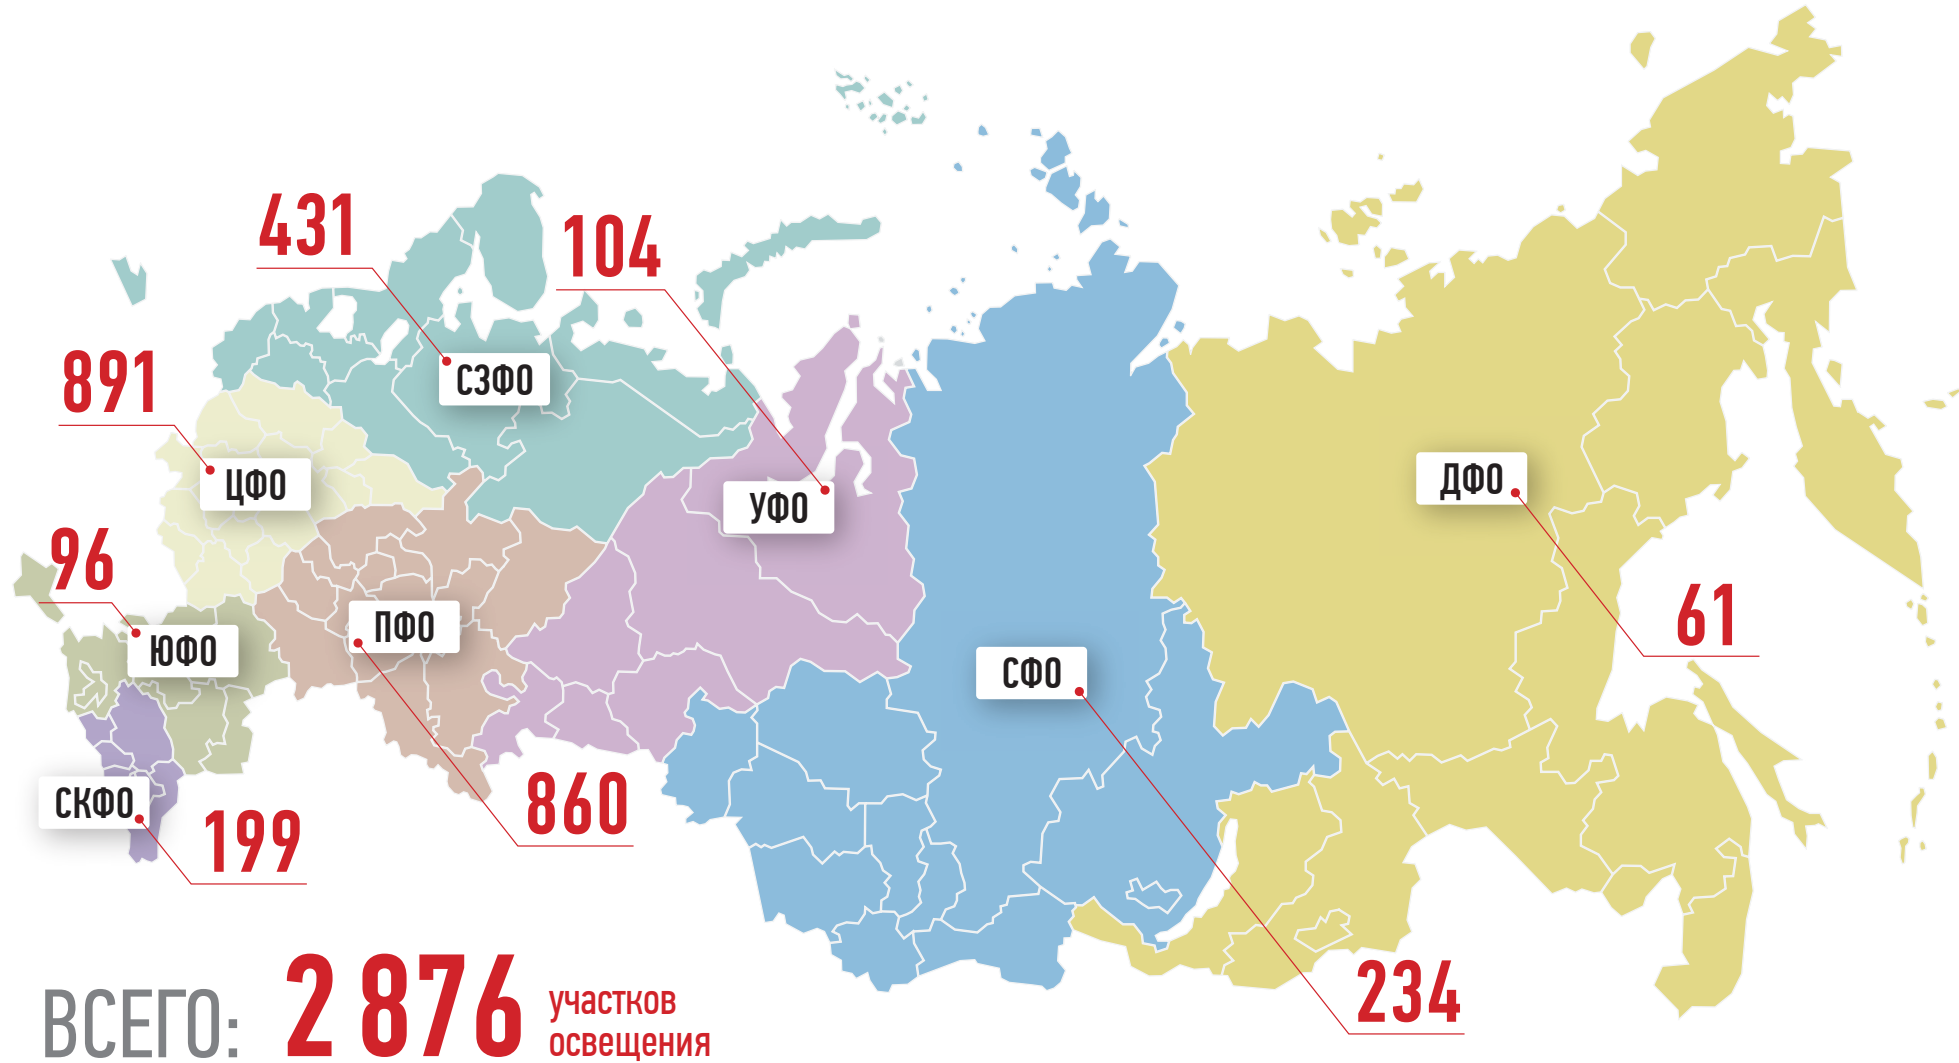 431
104
СЗФО
891
ЦФО
УФО
ДФО
96
61
ПФО
ЮФО
СФО
СКФО
860
199
234
ВСЕГО: 2 876 участков
освещения